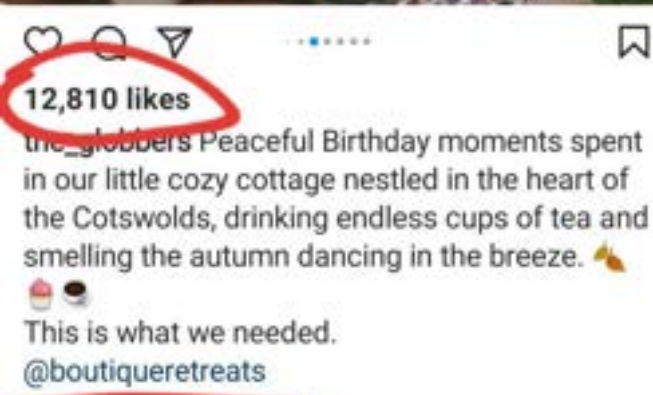 12,810 likes
the_globbers Peaceful Birthday moments spent
in our little cozy cottage nestled in the heart of
the Cotswolds, drinking endless cups of tea and
smelling the autumn dancing in the breeze. 🍂
🧁☕
This is what we needed.
@boutiqueretreats